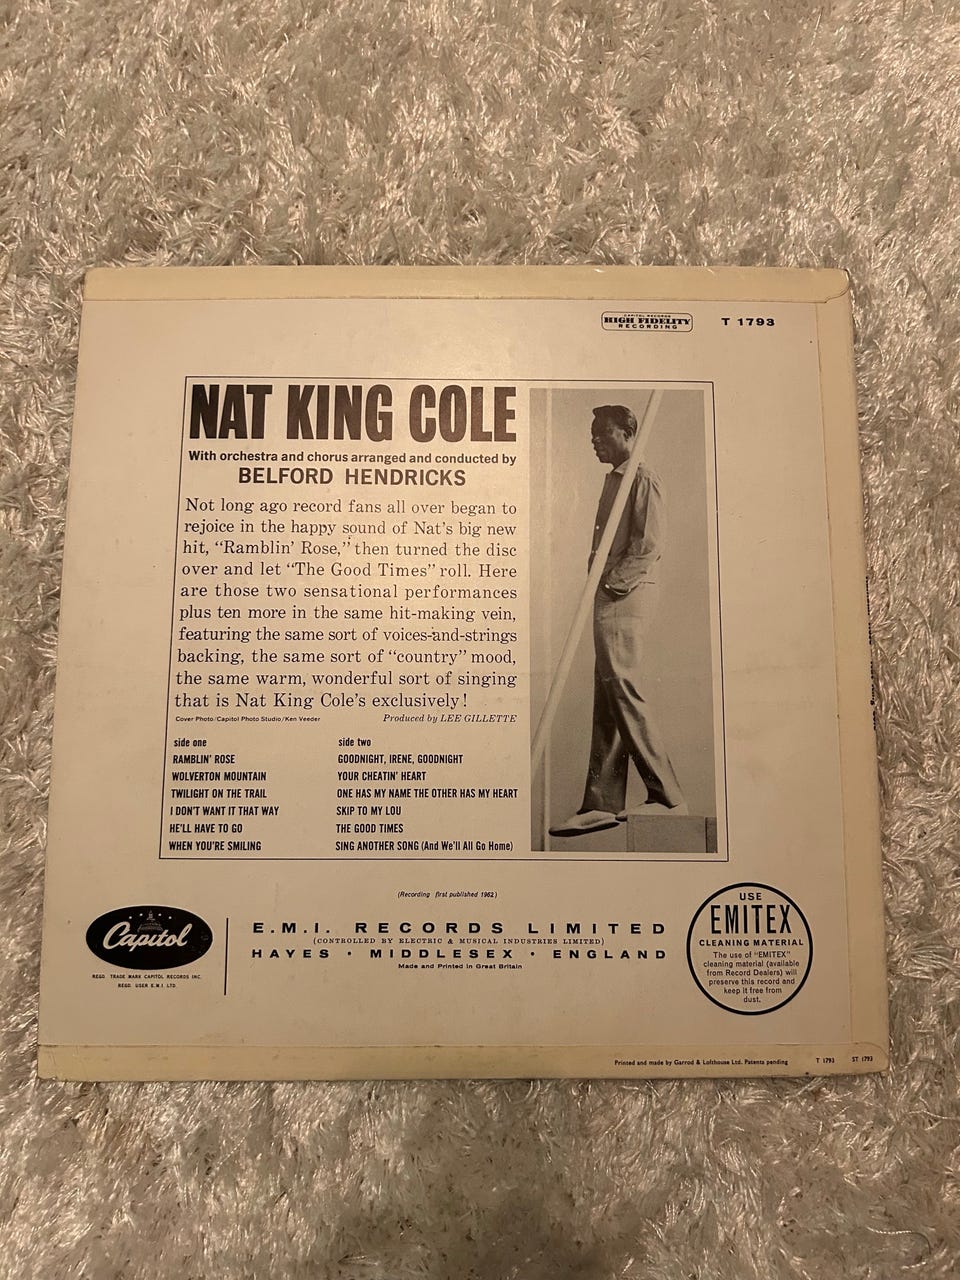 CAPITOL RECORDS
HIGH FIDELITY
RECORDING
T 1793
NAT KING COLE
With orchestra and chorus arranged and conducted by
BELFORD HENDRICKS
Not long ago record fans all over began to
rejoice in the happy sound of Nat's big new
hit, “Ramblin' Rose,” then turned the disc
over and let “The Good Times” roll. Here
are those two sensational performances
plus ten more in the same hit-making vein,
featuring the same sort of voices-and-strings
backing, the same sort of “country” mood,
the same warm, wonderful sort of singing
that is Nat King Cole's exclusively!
Cover Photo/Capitol Photo Studio/Ken Veeder
Produced by LEE GILLETTE
side one
RAMBLIN' ROSE
WOLVERTON MOUNTAIN
TWILIGHT ON THE TRAIL
I DON'T WANT IT THAT WAY
HE'LL HAVE TO GO
WHEN YOU'RE SMILING
side two
GOODNIGHT, IRENE, GOODNIGHT
YOUR CHEATIN' HEART
ONE HAS MY NAME THE OTHER HAS MY HEART
SKIP TO MY LOU
THE GOOD TIMES
SING ANOTHER SONG (And We'll All Go Home)
(Recording first published 1962)
Capitol
REGD. TRADE MARK CAPITOL RECORDS INC.
REGD. USER E.M.I. LTD.
E.M.I. RECORDS LIMITED
(CONTROLLED BY ELECTRIC & MUSICAL INDUSTRIES LIMITED)
HAYES • MIDDLESEX • ENGLAND
Made and Printed in Great Britain
USE
EMITEX
CLEANING MATERIAL
The use of "EMITEX"
cleaning material (available
from Record Dealers) will
preserve this record and
keep it free from
dust.
Printed and made by Garrod & Lofthouse Ltd. Patents pending
T 1793
ST 1793